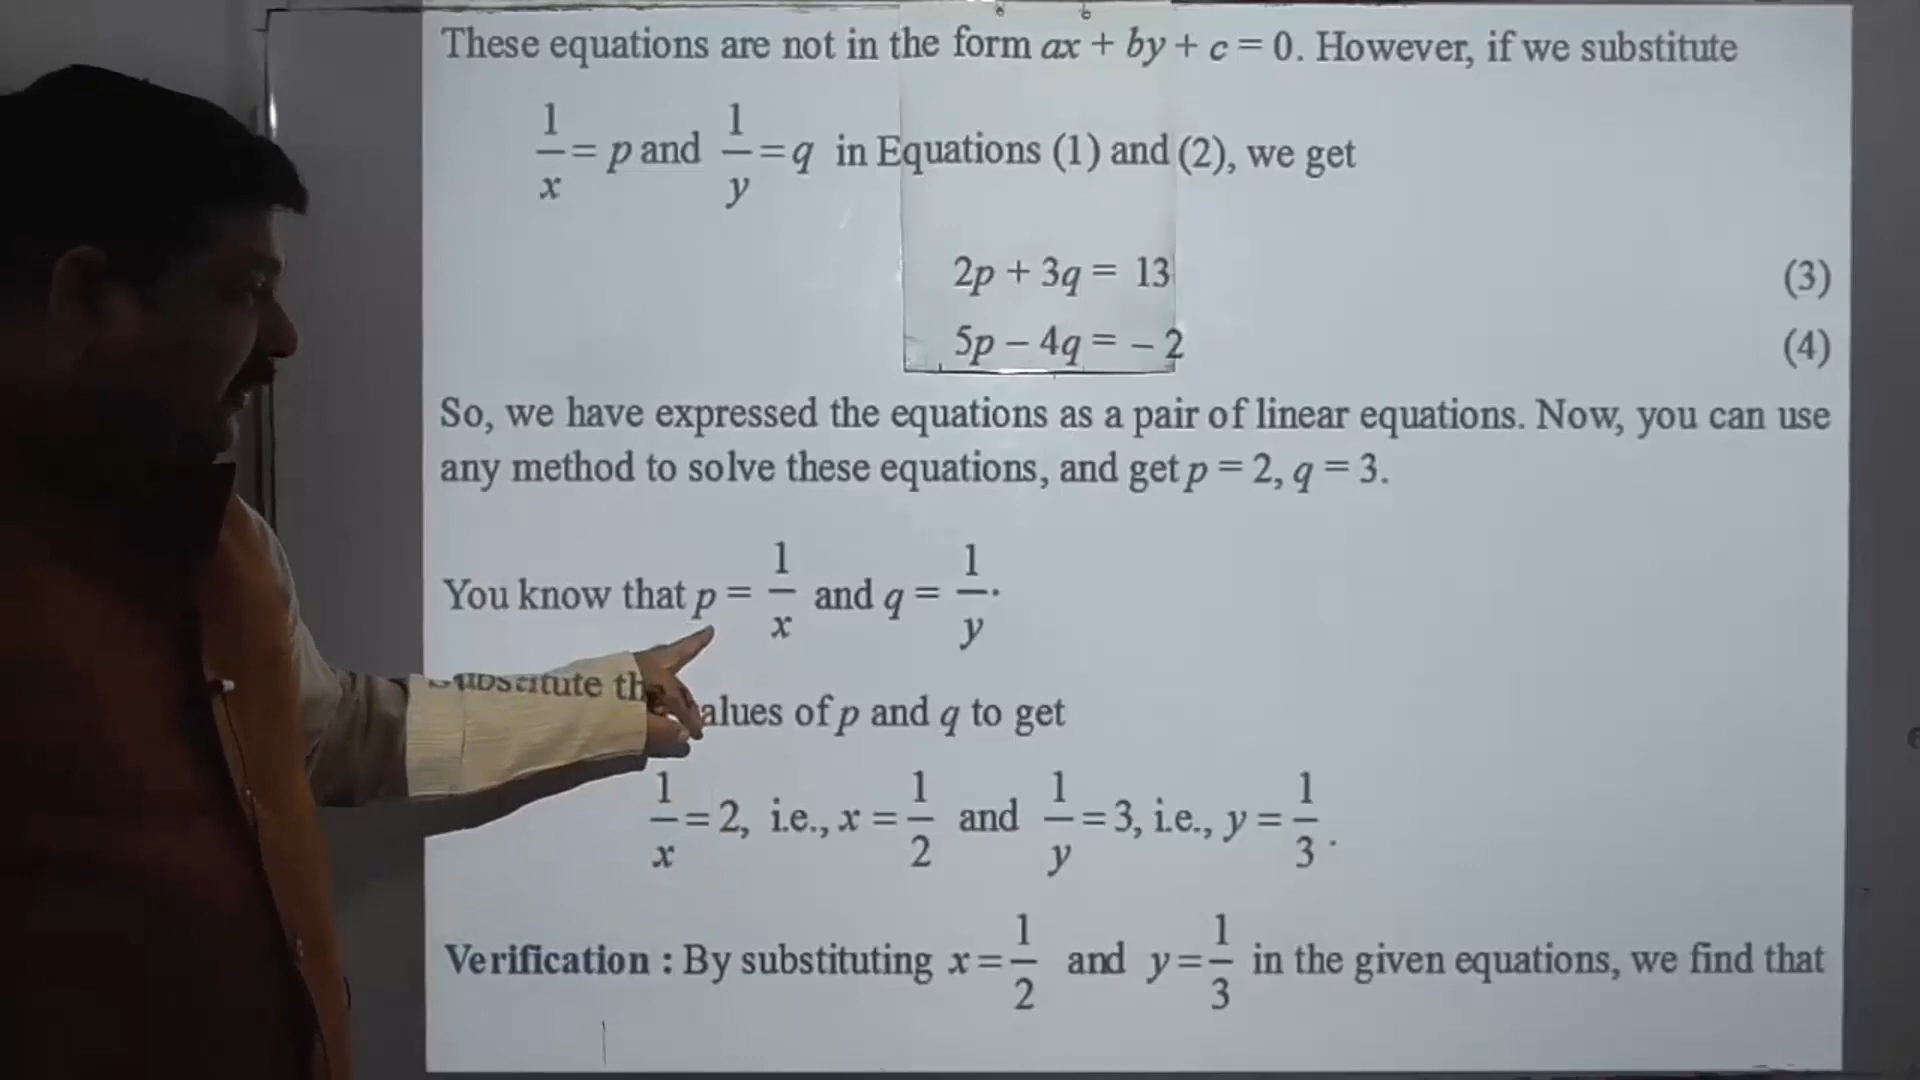 These equations are not in the form ax + by + c = 0. However, if we substitute
1/x = p and 1/y = q in Equations (1) and (2), we get
2p + 3q = 13 (3)
5p – 4q = – 2 (4)
So, we have expressed the equations as a pair of linear equations. Now, you can use
any method to solve these equations, and get p = 2, q = 3.
You know that p = 1/x and q = 1/y.
of p and q to get
1/x = 2, i.e., x = 1/2 and 1/y = 3, i.e., y = 1/3.
Verification : By substituting x = 1/2 and y = 1/3 in the given equations, we find that